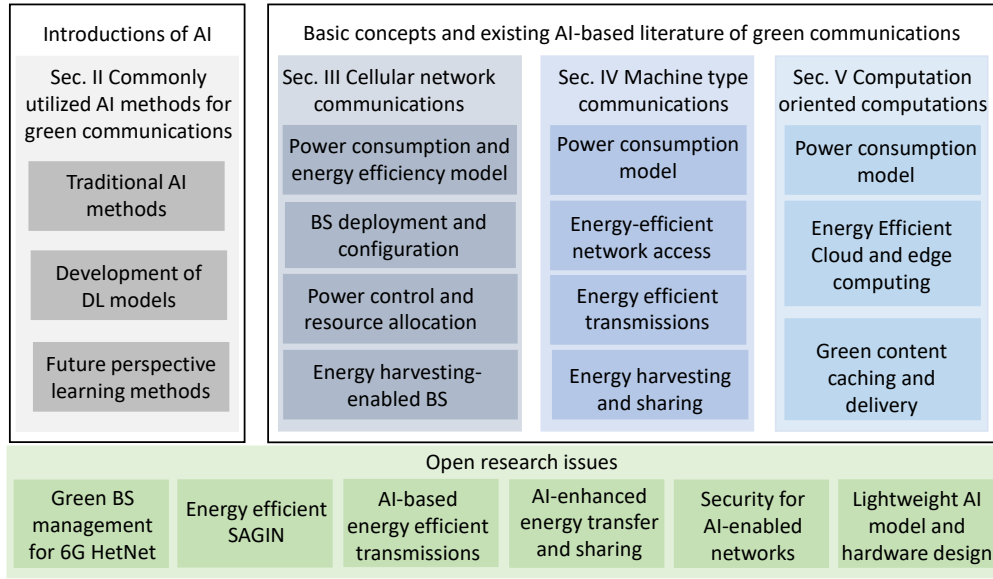 Introductions of AI
Sec. II Commonly
utilized AI methods for
green communications
Traditional AI
methods
Development of
DL models
Future perspective
learning methods
Basic concepts and existing AI-based literature of green communications
Sec. III Cellular network
communications
Power consumption and
energy efficiency model
BS deployment and
configuration
Power control and
resource allocation
Energy harvesting-
enabled BS
Sec. IV Machine type
communications
Power consumption
model
Energy-efficient
network access
Energy efficient
transmissions
Energy harvesting
and sharing
Sec. V Computation
oriented computations
Power consumption
model
Energy Efficient
Cloud and edge
computing
Green content
caching and
delivery
Open research issues
Green BS
management
for 6G HetNet
Energy efficient
SAGIN
AI-based
energy efficient
transmissions
AI-enhanced
energy transfer
and sharing
Security for
AI-enabled
networks
Lightweight AI
model and
hardware design